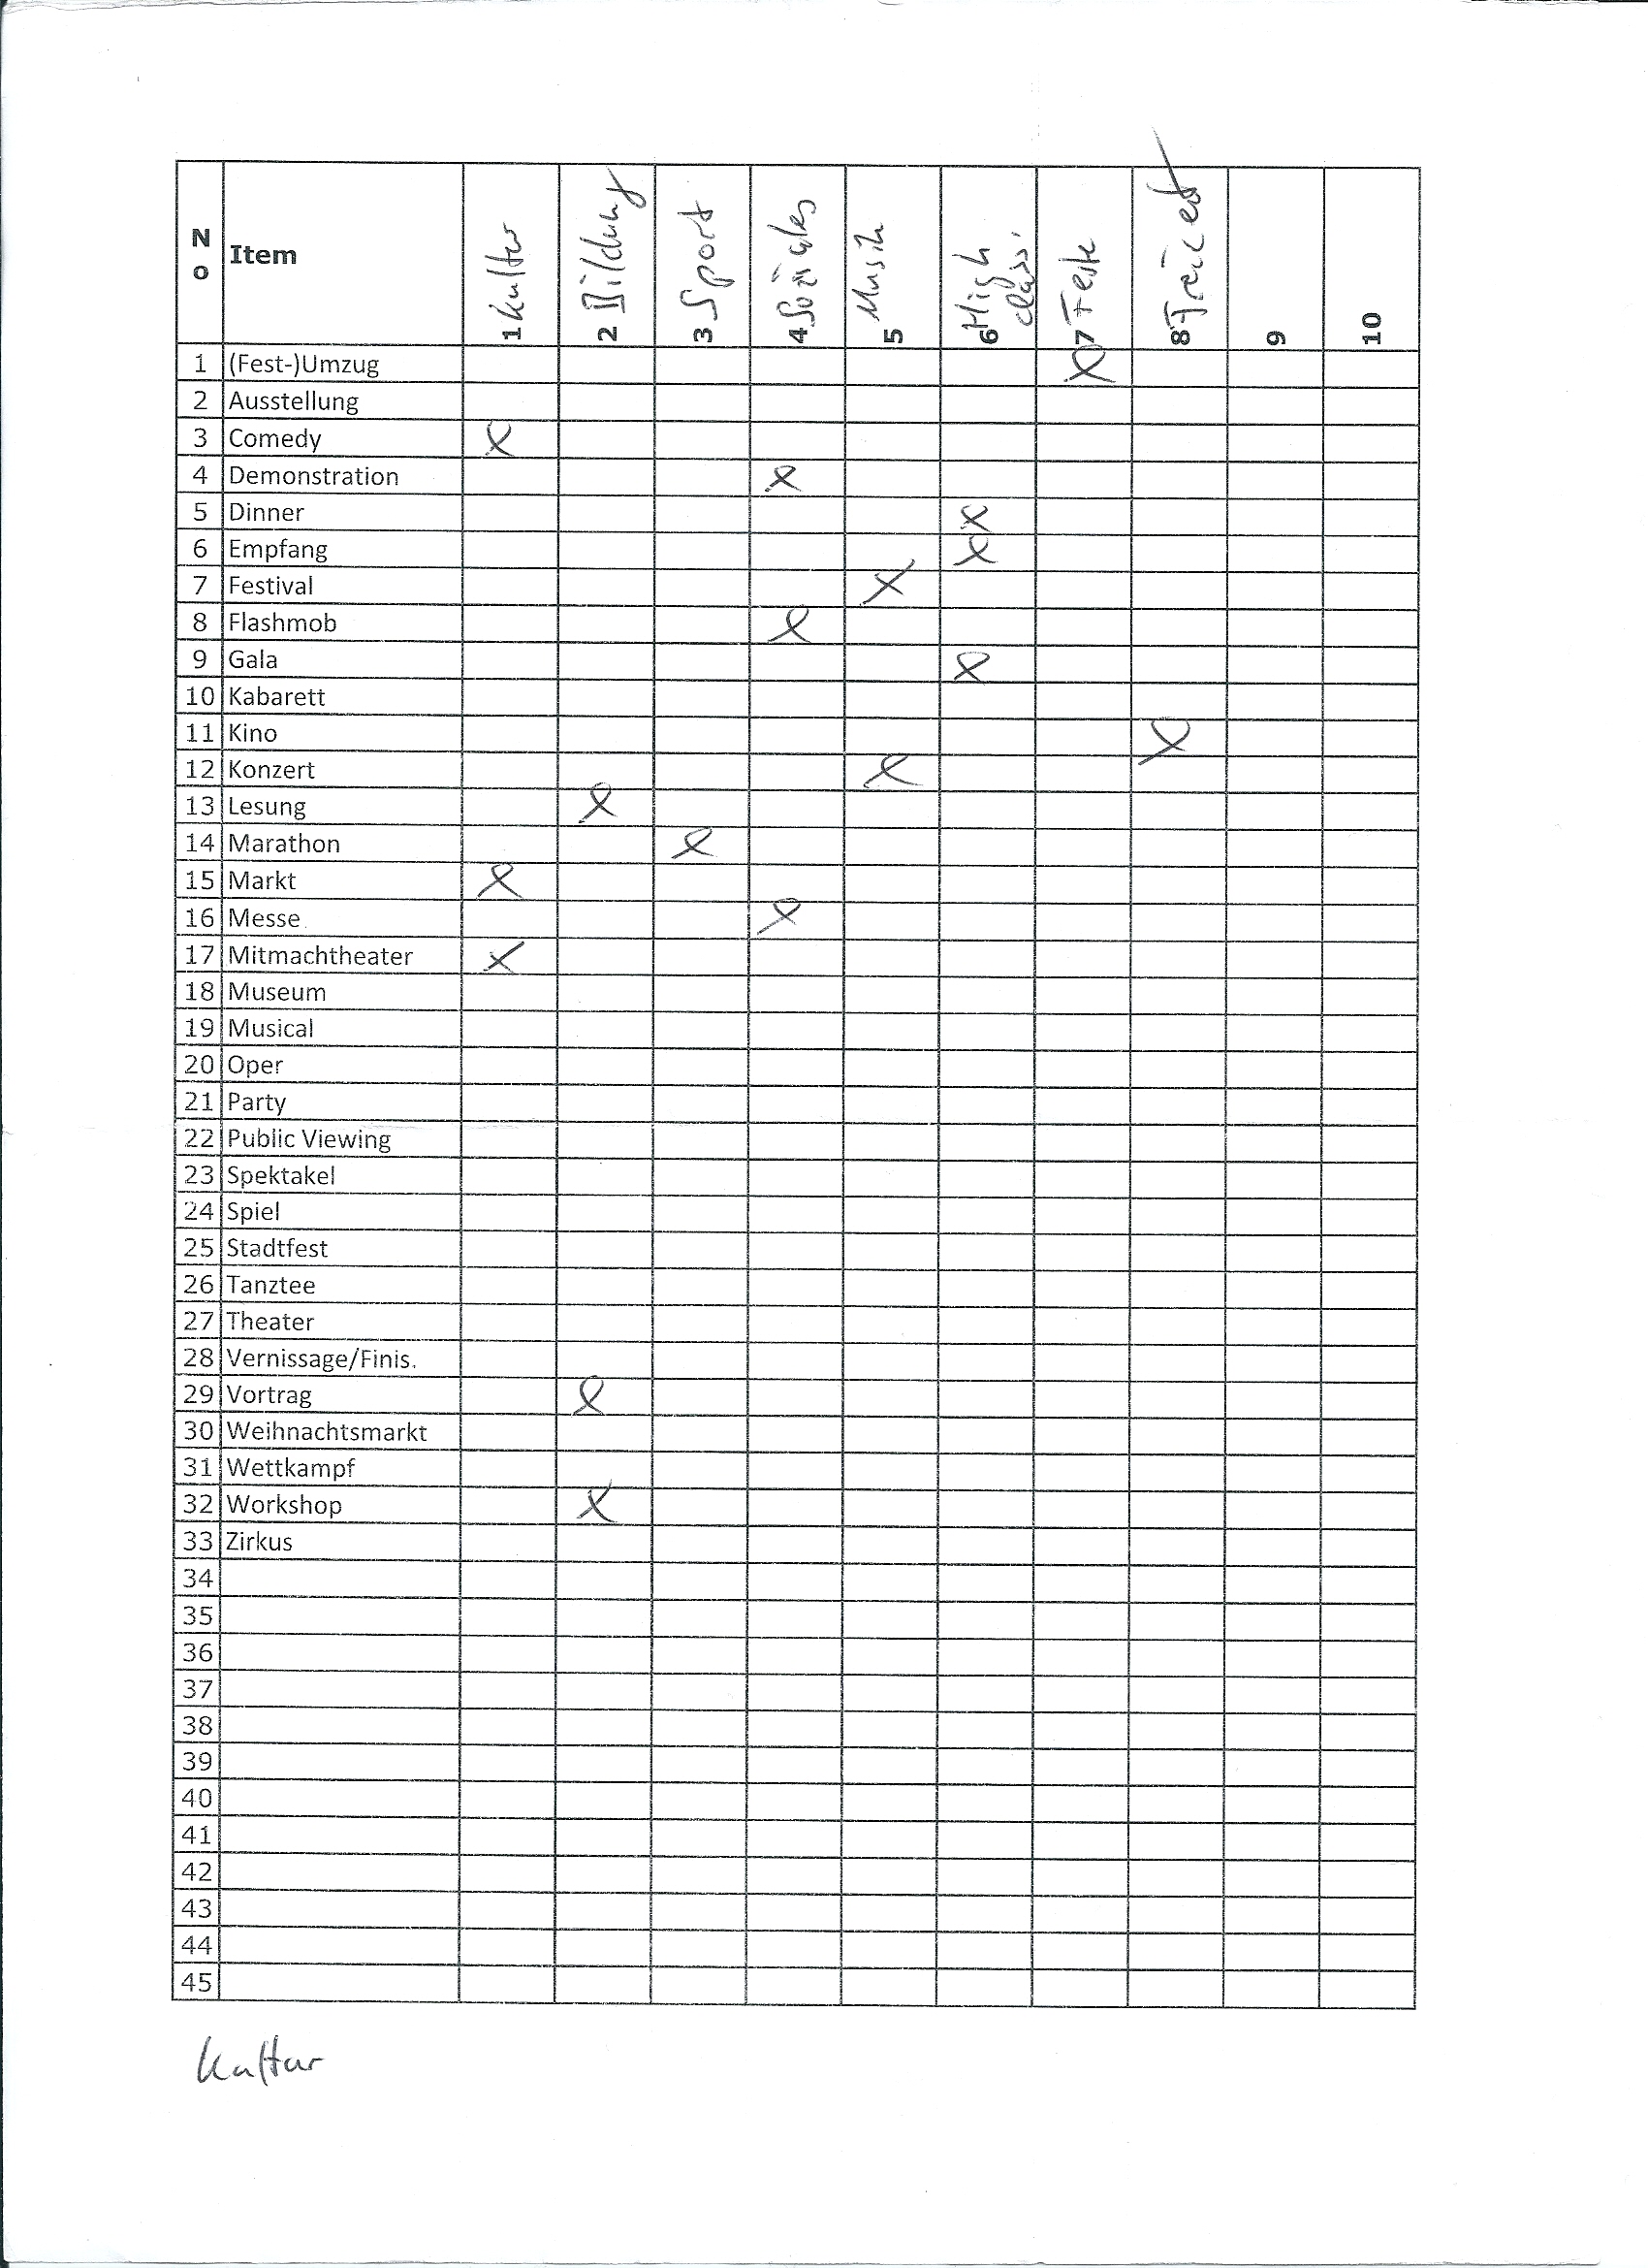 No Item 1 Kultur 2 Bildung 3 Sport 4 Soziales 5 Musik 6 High class' 7 Feste 8 9 10
1 (Fest-)Umzug X
2 Ausstellung
3 Comedy X
4 Demonstration X
5 Dinner X
6 Empfang X
7 Festival X
8 Flashmob X
9 Gala X
10 Kabarett
11 Kino X
12 Konzert X
13 Lesung X
14 Marathon X
15 Markt X
16 Messe X
17 Mitmachtheater X
18 Museum
19 Musical
20 Oper
21 Party
22 Public Viewing
23 Spektakel
24 Spiel
25 Stadtfest
26 Tanztee
27 Theater
28 Vernissage/Finis.
29 Vortrag X
30 Weihnachtsmarkt
31 Wettkampf
32 Workshop X
33 Zirkus
34
35
36
37
38
39
40
41
42
43
44
45
Kultur